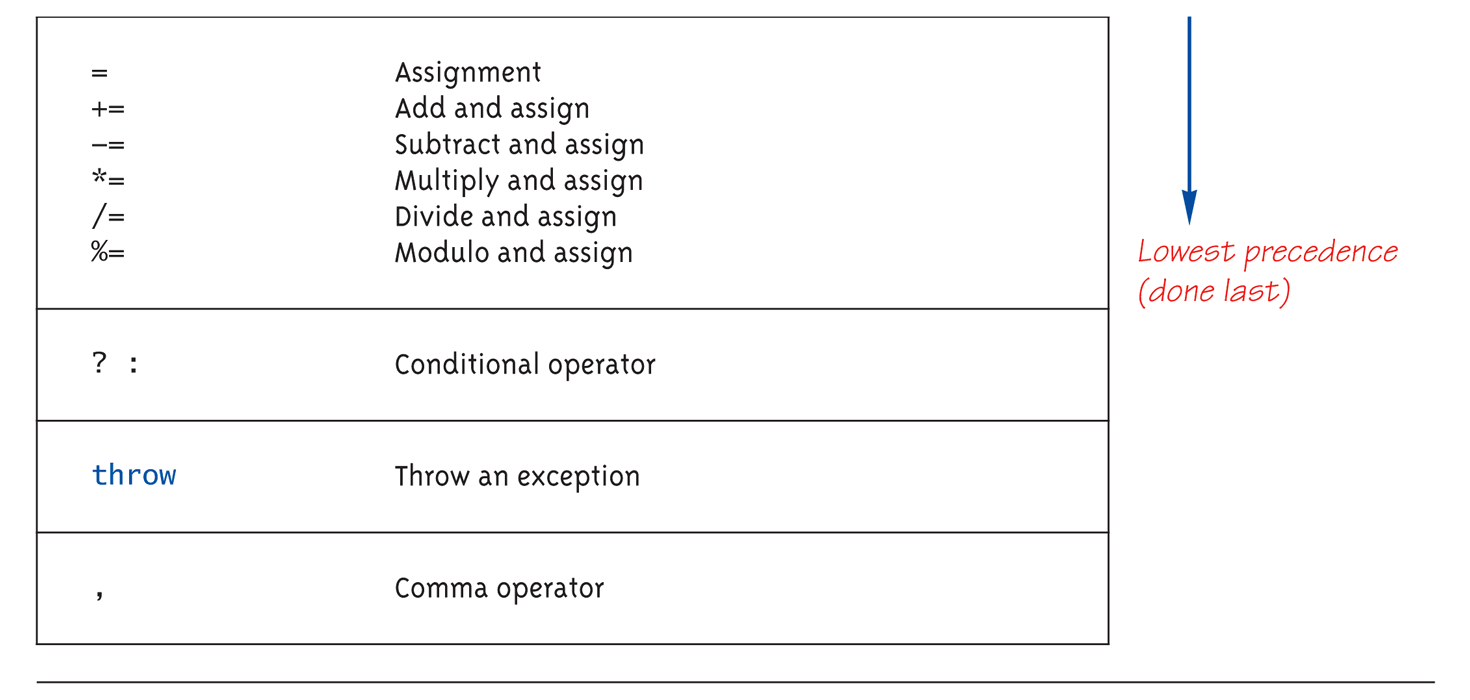 = Assignment
+= Add and assign
–= Subtract and assign
*= Multiply and assign
/= Divide and assign
%= Modulo and assign
Lowest precedence
(done last)
? : Conditional operator
throw Throw an exception
, Comma operator